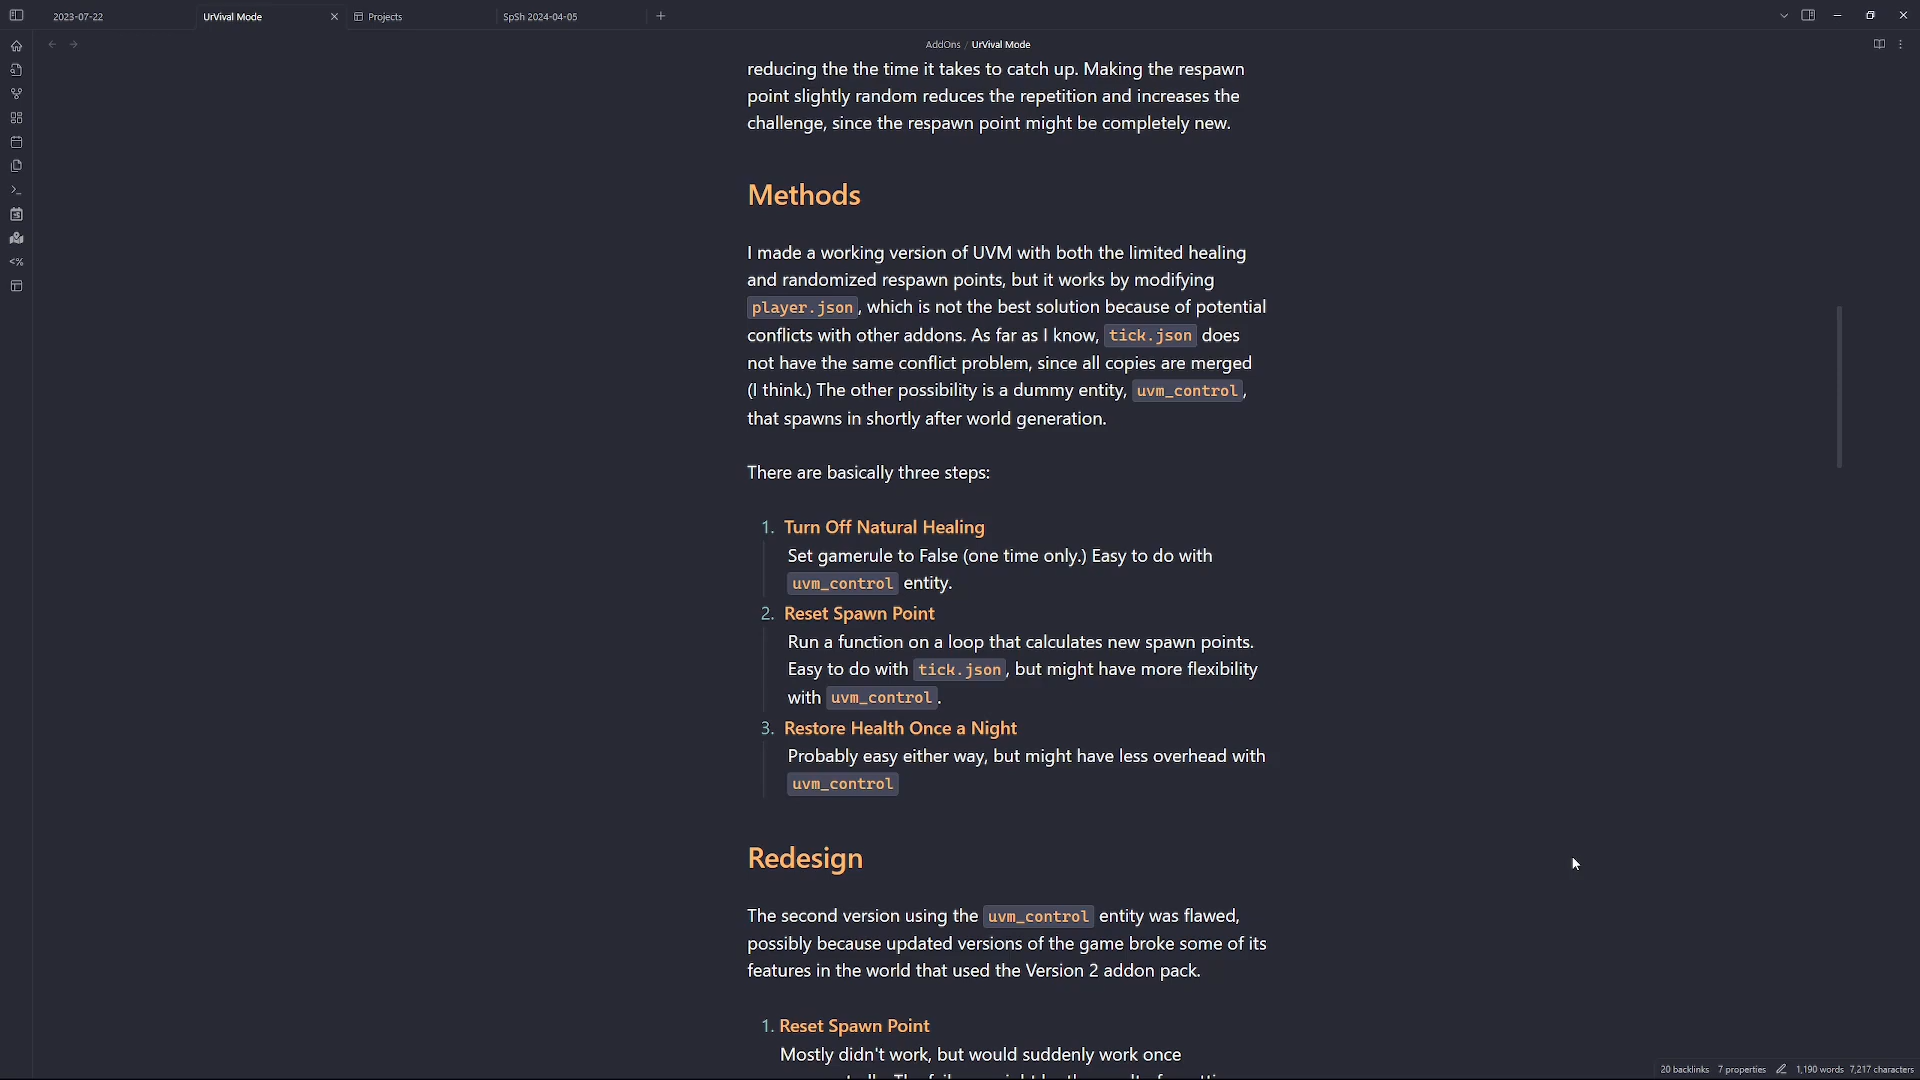 2023-07-22
UrVival Mode
Projects
SpSh 2024-04-05
AddOns / UrVival Mode
reducing the the time it takes to catch up. Making the respawn
point slightly random reduces the repetition and increases the
challenge, since the respawn point might be completely new.
Methods
I made a working version of UVM with both the limited healing
and randomized respawn points, but it works by modifying
player.json, which is not the best solution because of potential
conflicts with other addons. As far as I know, tick.json does
not have the same conflict problem, since all copies are merged
(I think.) The other possibility is a dummy entity, uvm_control,
that spawns in shortly after world generation.
There are basically three steps:
1. Turn Off Natural Healing
Set gamerule to False (one time only.) Easy to do with
uvm_control entity.
2. Reset Spawn Point
Run a function on a loop that calculates new spawn points.
Easy to do with tick.json, but might have more flexibility
with uvm_control.
3. Restore Health Once a Night
Probably easy either way, but might have less overhead with
uvm_control
Redesign
The second version using the uvm_control entity was flawed,
possibly because updated versions of the game broke some of its
features in the world that used the Version 2 addon pack.
1. Reset Spawn Point
Mostly didn't work, but would suddenly work once
20 backlinks 7 properties 1,190 words 7,217 characters